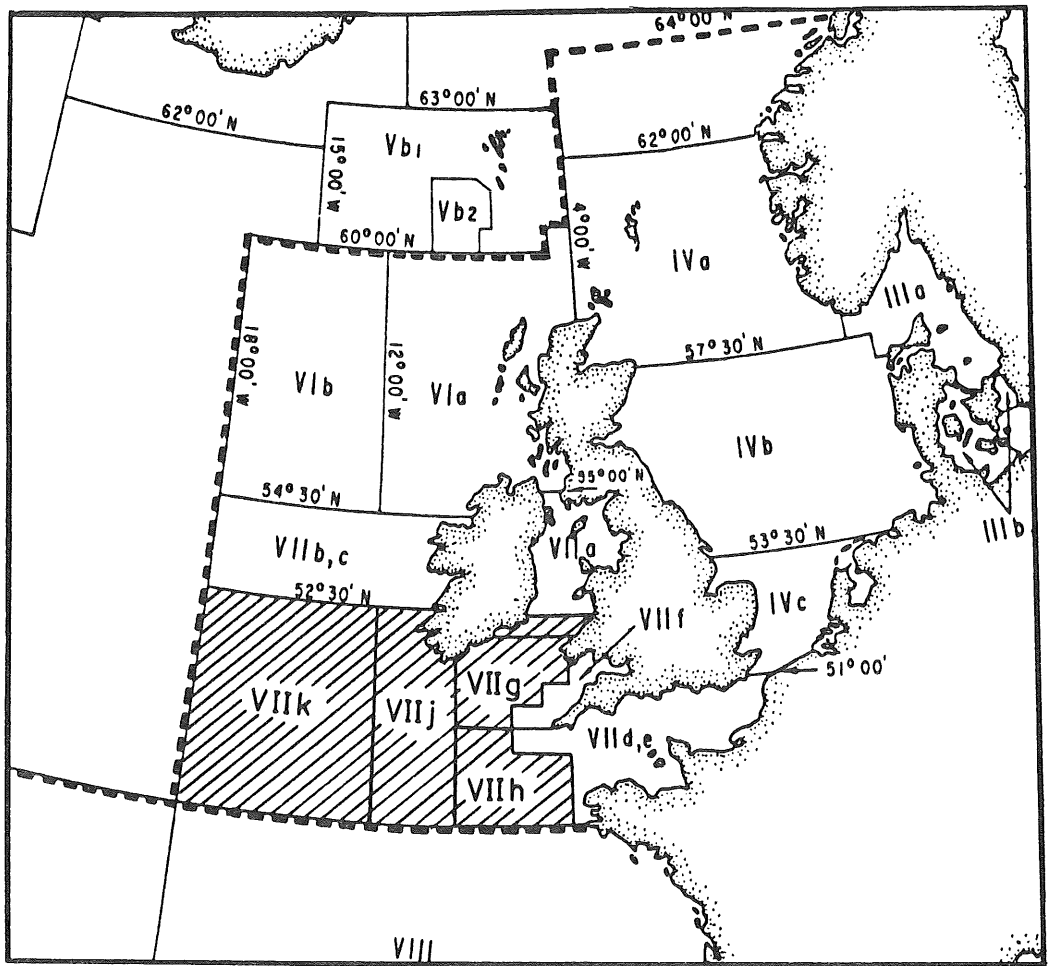 64°00' N
63°00' N
62°00' N
62°00' N
Vb1
15°00' W
Vb2
4°00' W
60°00' N
IVa
IIIa
57°30' N
18°00' W
12°00' W
VIb
VIa
IVb
55°00' N
54°30' N
IIIb
53°30' N
VIIb,c
VIIa
52°30' N
IVc
VIIf
51°00'
VIIg
VIIk
VIIj
VIId,e
VIIh
VIII